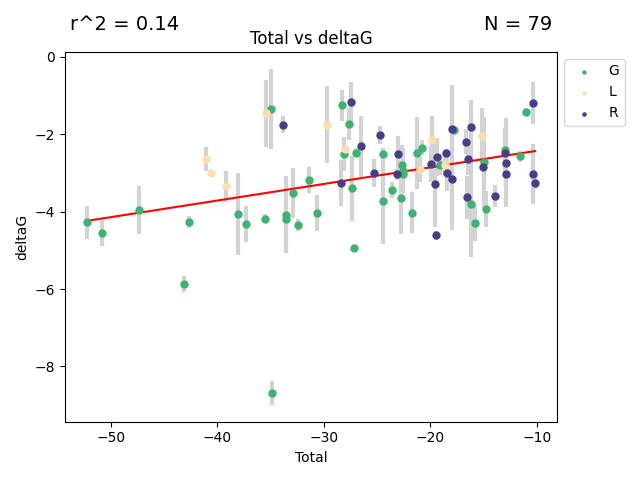 r^2 = 0.14
N = 79
Total vs deltaG
0
−2
−4
−6
−8
deltaG
−50
−40
−30
−20
−10
Total
G
L
R